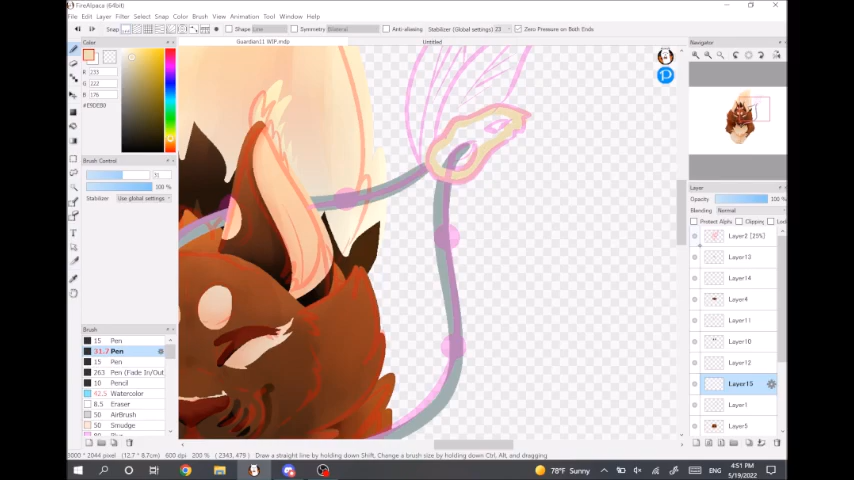 FireAlpaca (64bit)
File Edit Layer Filter Select Snap Color Brush View Animation Tool Window Help
Snap Shape Line Symmetry Bilateral Anti-aliasing Stabilizer (Global settings) 23 Zero Pressure on Both Ends
Guardian11 WIP.mdp Untitled
Color
R 233
G 222
B 176
#E9DEB0
Brush Control
31
100 %
Stabilizer Use global settings
Brush
15 Pen
31.7 Pen
15 Pen
263 Pen (Fade In/Out
10 Pencil
42.5 Watercolor
8.5 Eraser
50 AirBrush
50 Smudge
Navigator
Layer
Opacity 100 %
Blending Normal
Protect Alpha Clipping Loc
Layer2 [25%]
Layer13
Layer14
Layer4
Layer11
Layer10
Layer12
Layer15
Layer1
Layer5
2044 pixel (12.7 * 8.7cm) 600 dpi 200 % (2343, 479) Draw a straight line by holding down Shift, Change a brush size by holding down Ctrl, Alt, and dragging
78°F Sunny
ENG
4:51 PM
5/19/2022